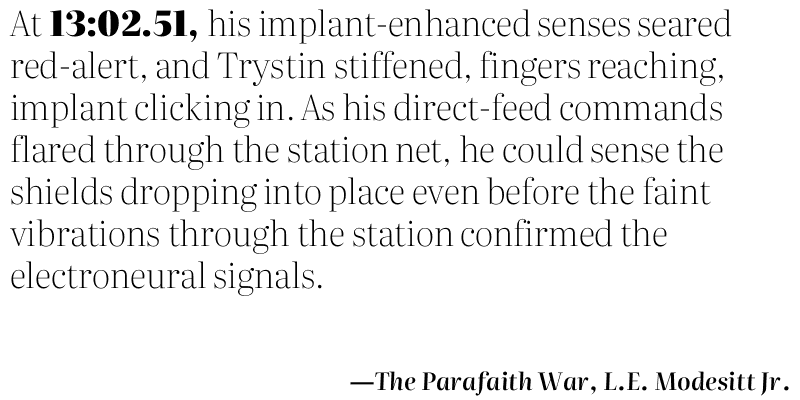 At 13:02.51, his implant-enhanced senses seared
red-alert, and Trystin stiffened, fingers reaching,
implant clicking in. As his direct-feed commands
flared through the station net, he could sense the
shields dropping into place even before the faint
vibrations through the station confirmed the
electroneural signals.
—The Parafaith War, L.E. Modesitt Jr.